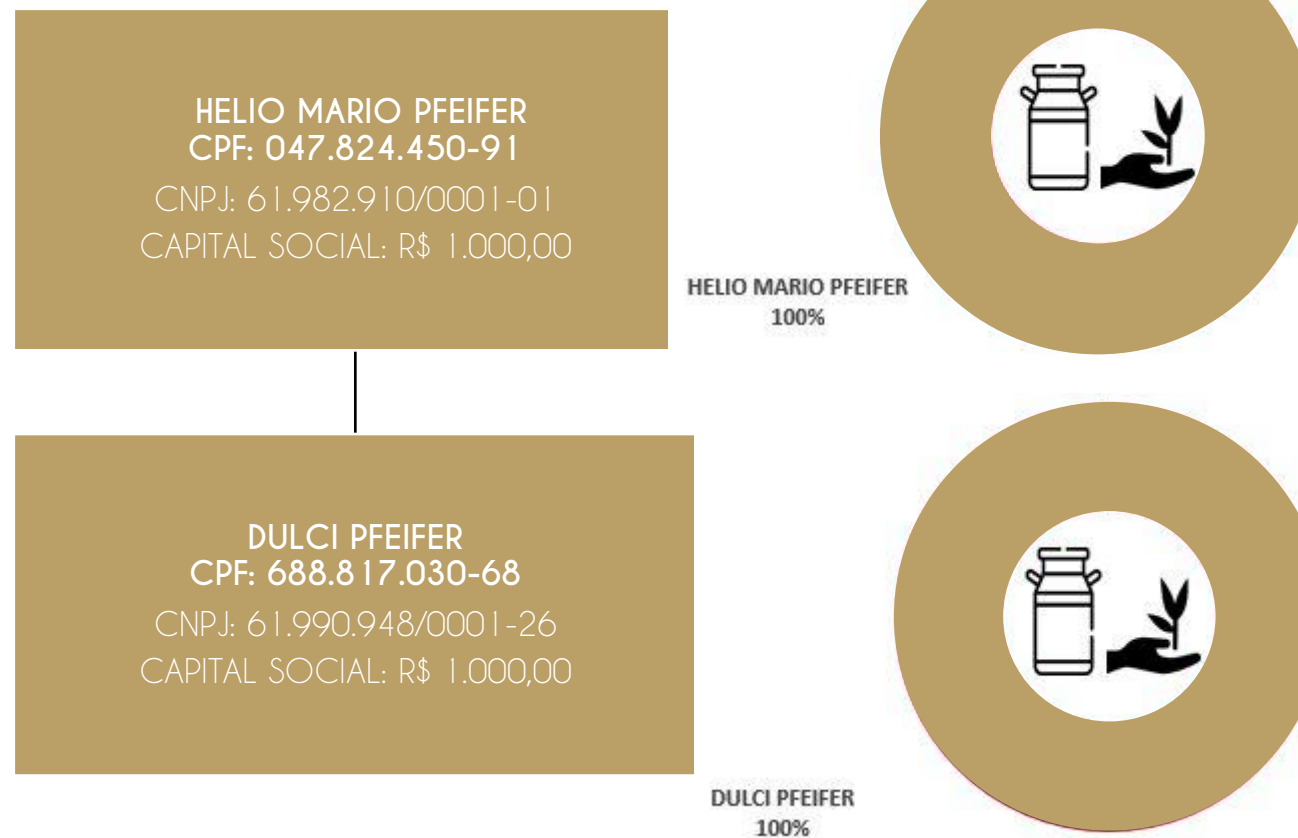 HELIO MARIO PFEIFER
CPF: 047.824.450-91
CNPJ: 61.982.910/0001-01
CAPITAL SOCIAL: R$ 1.000,00
HELIO MARIO PFEIFER
100%
DULCI PFEIFER
CPF: 688.817.030-68
CNPJ: 61.990.948/0001-26
CAPITAL SOCIAL: R$ 1.000,00
DULCI PFEIFER
100%